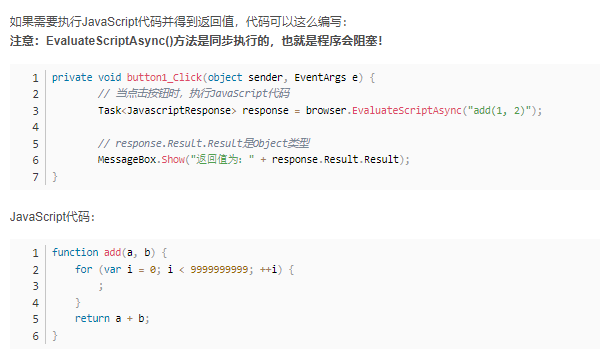 如果需要执行JavaScript代码并得到返回值，代码可以这么编写：
注意：EvaluateScriptAsync()方法是同步执行的，也就是程序会阻塞！
1 private void button1_Click(object sender, EventArgs e) {
2 // 当点击按钮时，执行JavaScript代码
3 Task<JavascriptResponse> response = browser.EvaluateScriptAsync("add(1, 2)");
4
5 // response.Result.Result是Object类型
6 MessageBox.Show("返回值为：" + response.Result.Result);
7 }
JavaScript代码：
1 function add(a, b) {
2 for (var i = 0; i < 9999999999; ++i) {
3 ;
4 }
5 return a + b;
6 }